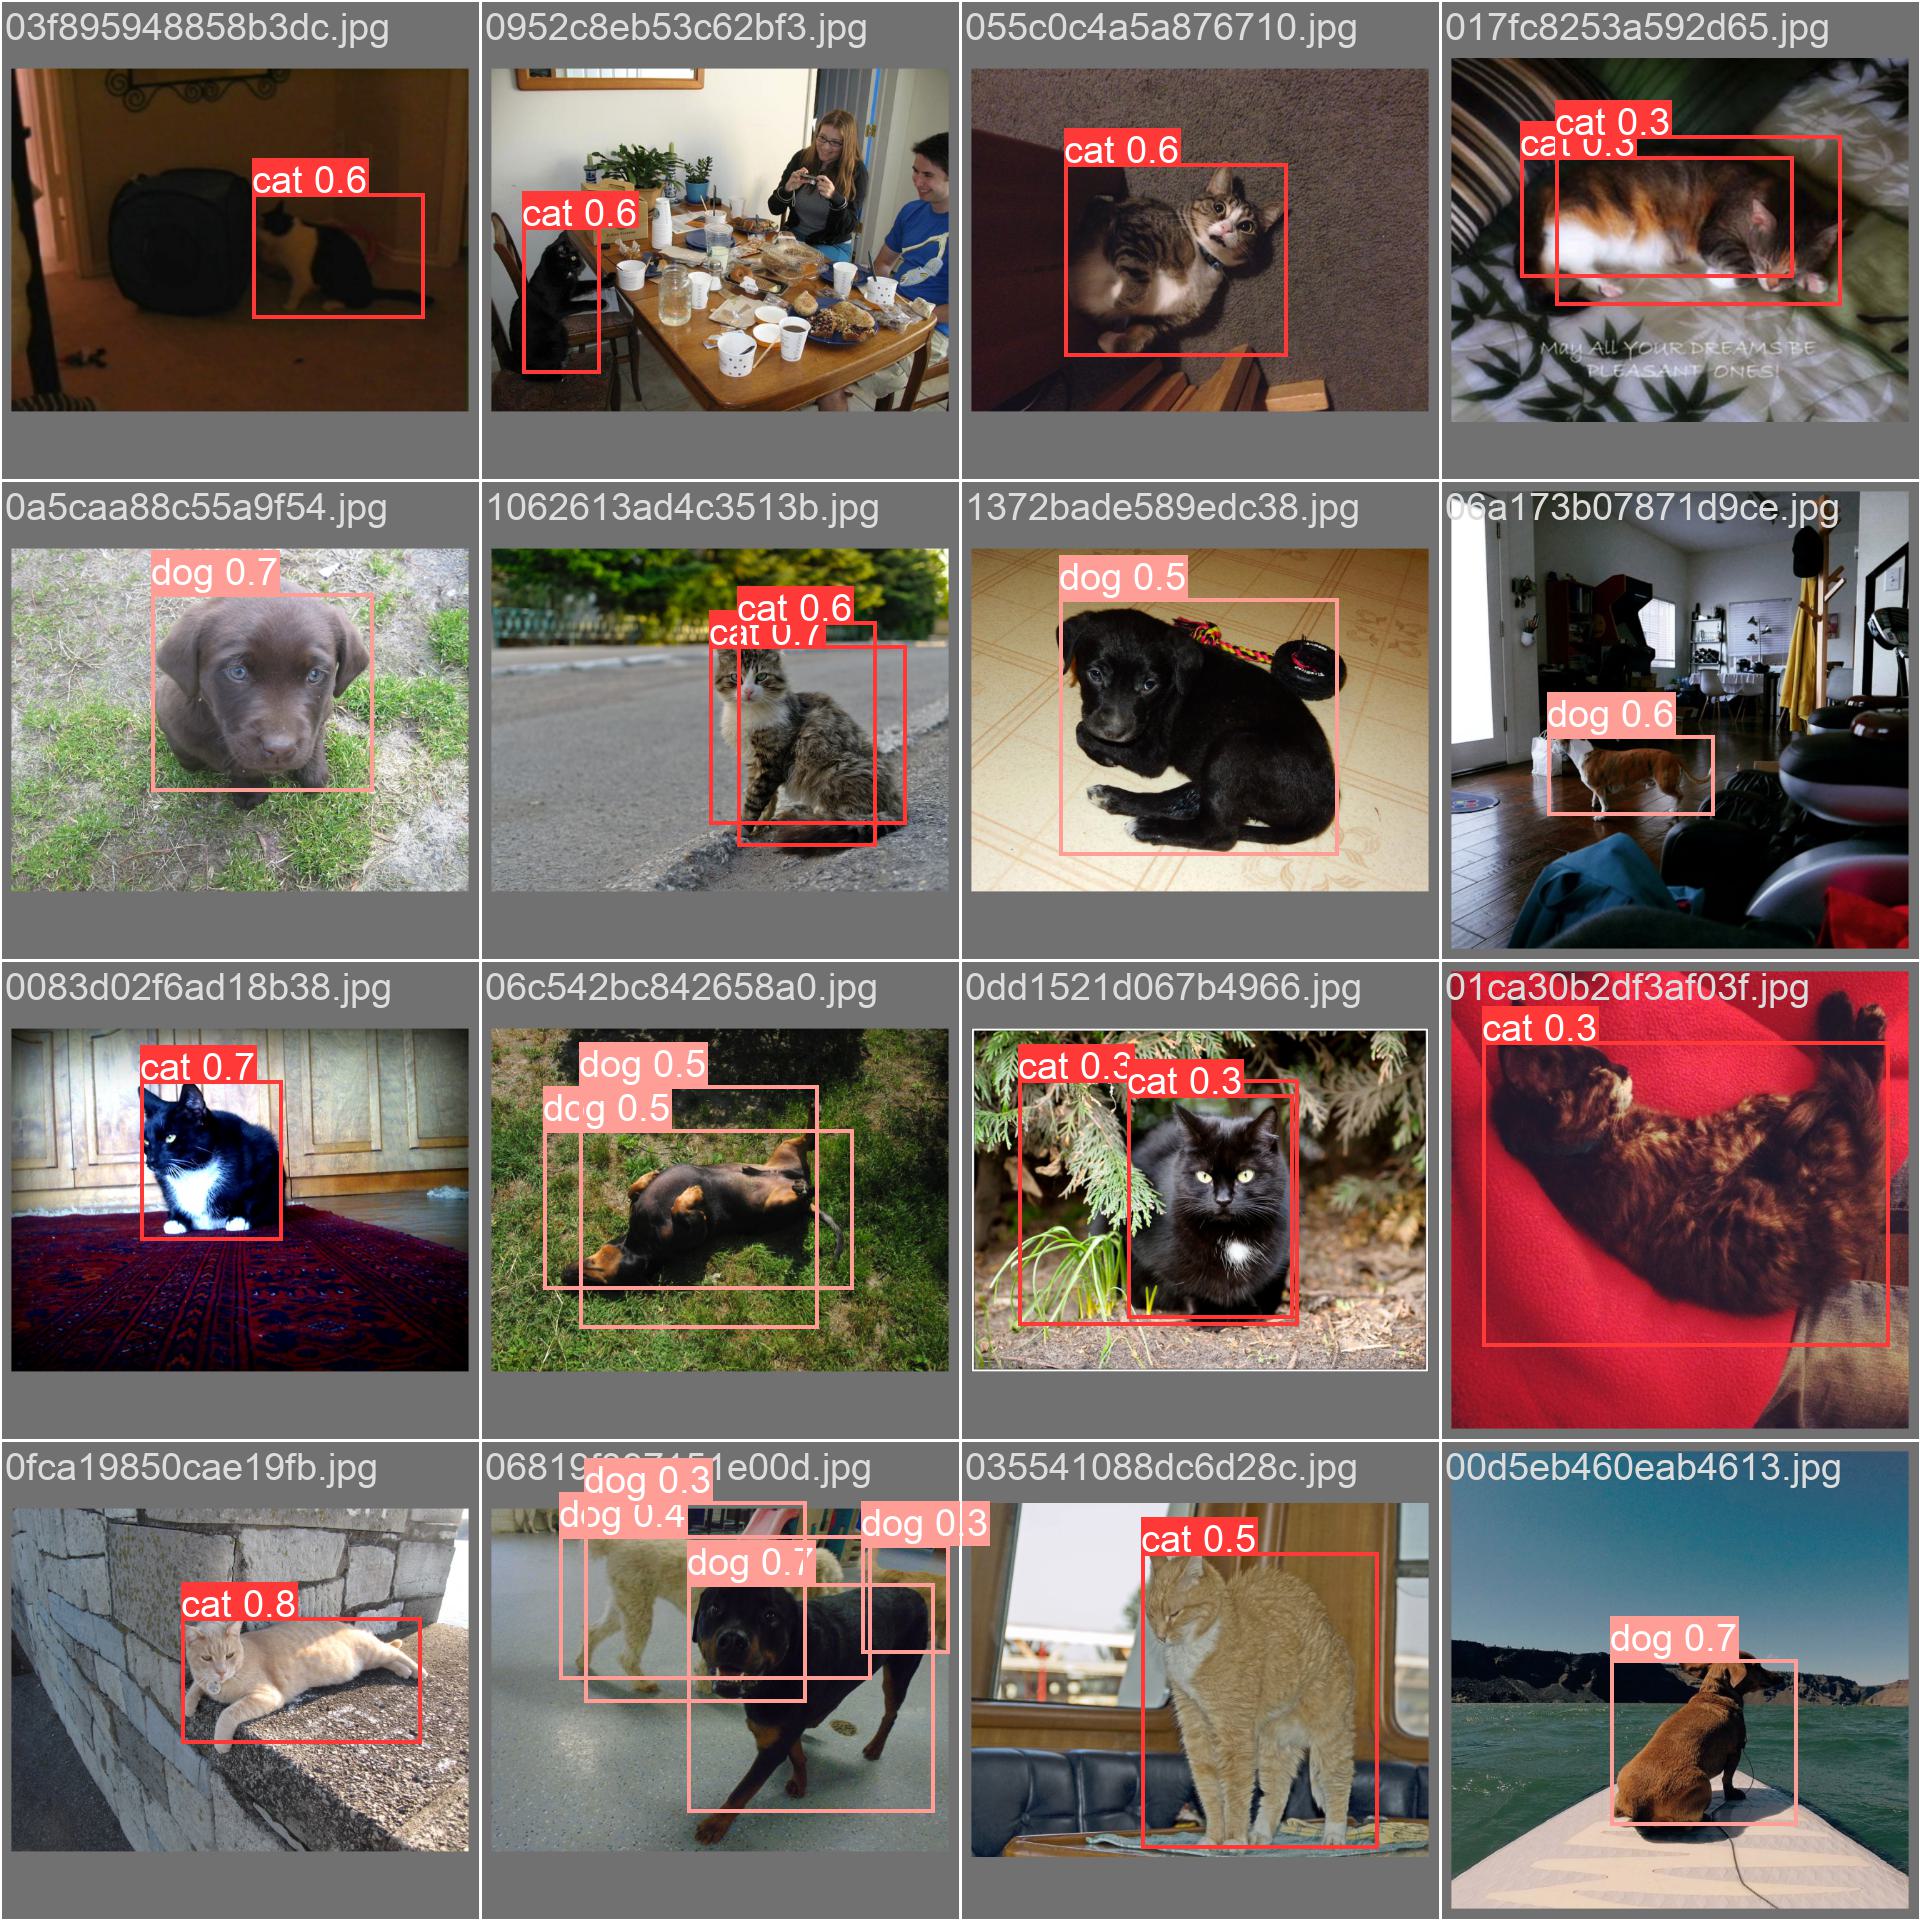 03f895948858b3dc.jpg
0952c8eb53c62bf3.jpg
055c0c4a5a876710.jpg
017fc8253a592d65.jpg
cat 0.6
cat 0.6
cat 0.6
cat 0.3
cat 0.3
May All YOUR DREAMS BE
PLEASANT ONES!
0a5caa88c55a9f54.jpg
1062613ad4c3513b.jpg
1372bade589edc38.jpg
06a173b07871d9ce.jpg
dog 0.7
cat 0.6
cat 0.7
dog 0.5
dog 0.6
0083d02f6ad18b38.jpg
06c542bc842658a0.jpg
0dd1521d067b4966.jpg
01ca30b2df3af03f.jpg
cat 0.7
dog 0.5
dog 0.5
cat 0.3
cat 0.3
cat 0.3
0fca19850cae19fb.jpg
035541088dc6d28c.jpg
00d5eb460eab4613.jpg
cat 0.8
dog 0.3
dog 0.4
dog 0.7
dog 0.3
cat 0.5
dog 0.7